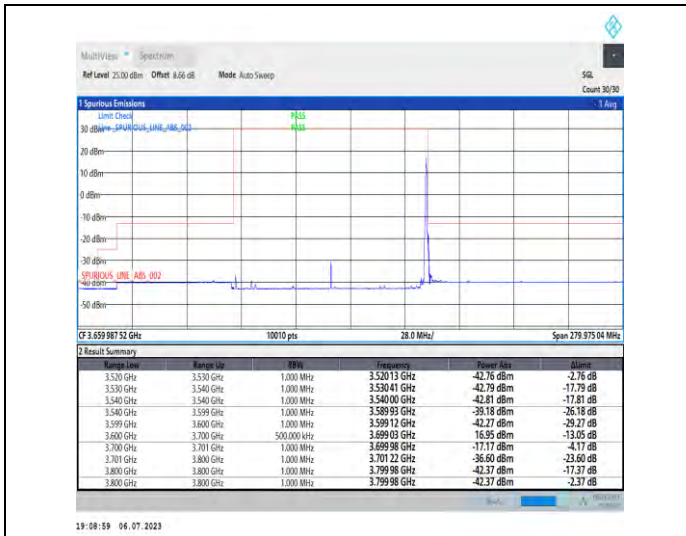 MultiView Spectrum
Ref Level 25.00 dBm Offset 8.66 dB Mode Auto Sweep SGL
Count 30/30
1 Spurious Emissions 1 Avg
Limit Check PASS
Line _SPURIOUS_LINE_ABS_002 PASS
30 dBm
20 dBm
10 dBm
0 dBm
-10 dBm
-20 dBm
-30 dBm
_SPURIOUS_LINE_ABS_002
-40 dBm
-50 dBm
CF 3.659 987 52 GHz 10010 pts 28.0 MHz/ Span 279.975 04 MHz
2 Result Summary
Range Low Range Up RBW Frequency Power Abs ΔLimit
3.520 GHz 3.530 GHz 1.000 MHz 3.520 13 GHz -42.76 dBm -2.76 dB
3.530 GHz 3.540 GHz 1.000 MHz 3.530 41 GHz -42.79 dBm -17.79 dB
3.540 GHz 3.540 GHz 1.000 MHz 3.540 00 GHz -42.81 dBm -17.81 dB
3.540 GHz 3.599 GHz 1.000 MHz 3.589 93 GHz -39.18 dBm -26.18 dB
3.599 GHz 3.600 GHz 1.000 MHz 3.599 12 GHz -42.27 dBm -29.27 dB
3.600 GHz 3.700 GHz 500.000 kHz 3.699 03 GHz 16.95 dBm -13.05 dB
3.700 GHz 3.701 GHz 1.000 MHz 3.699 98 GHz -17.17 dBm -4.17 dB
3.701 GHz 3.800 GHz 1.000 MHz 3.701 22 GHz -36.60 dBm -23.60 dB
3.800 GHz 3.800 GHz 1.000 MHz 3.799 98 GHz -42.37 dBm -17.37 dB
3.800 GHz 3.800 GHz 1.000 MHz 3.799 98 GHz -42.37 dBm -2.37 dB
19:08:59 06.07.2023